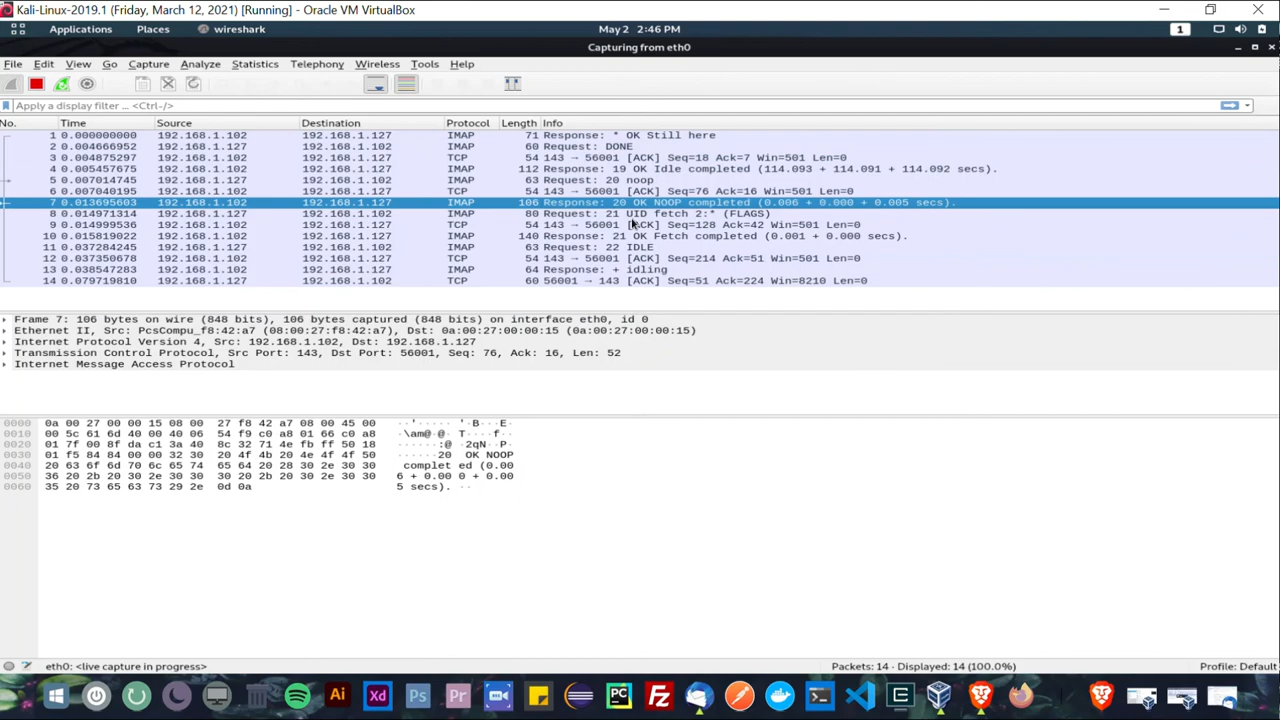 Kali-Linux-2019.1 (Friday, March 12, 2021) [Running] - Oracle VM VirtualBox
Applications Places wireshark May 2 2:46 PM 1
Capturing from eth0
File Edit View Go Capture Analyze Statistics Telephony Wireless Tools Help
Apply a display filter ... <Ctrl-/>
No. Time Source Destination Protocol Length Info
1 0.000000000 192.168.1.102 192.168.1.127 IMAP 71 Response: * OK Still here
2 0.004666952 192.168.1.127 192.168.1.102 IMAP 60 Request: DONE
3 0.004875297 192.168.1.102 192.168.1.127 TCP 54 143 → 56001 [ACK] Seq=18 Ack=7 Win=501 Len=0
4 0.005457675 192.168.1.102 192.168.1.127 IMAP 112 Response: 19 OK Idle completed (114.093 + 114.091 + 114.092 secs).
5 0.007014745 192.168.1.127 192.168.1.102 IMAP 63 Request: 20 noop
6 0.007040195 192.168.1.102 192.168.1.127 TCP 54 143 → 56001 [ACK] Seq=76 Ack=16 Win=501 Len=0
7 0.013695603 192.168.1.102 192.168.1.127 IMAP 106 Response: 20 OK NOOP completed (0.006 + 0.000 + 0.005 secs).
8 0.014971314 192.168.1.127 192.168.1.102 IMAP 80 Request: 21 UID fetch 2:* (FLAGS)
9 0.014999536 192.168.1.102 192.168.1.127 TCP 54 143 → 56001 [ACK] Seq=128 Ack=42 Win=501 Len=0
10 0.015819029 192.168.1.102 192.168.1.127 IMAP 140 Response: 21 OK Fetch completed (0.001 + 0.000 secs).
11 0.037284245 192.168.1.127 192.168.1.102 IMAP 63 Request: 22 IDLE
12 0.037350678 192.168.1.102 192.168.1.127 TCP 54 143 → 56001 [ACK] Seq=214 Ack=51 Win=501 Len=0
13 0.038547283 192.168.1.102 192.168.1.127 IMAP 64 Response: + idling
14 0.079719810 192.168.1.127 192.168.1.102 TCP 60 56001 → 143 [ACK] Seq=51 Ack=224 Win=8210 Len=0
Frame 7: 106 bytes on wire (848 bits), 106 bytes captured (848 bits) on interface eth0, id 0
Ethernet II, Src: PcsCompu_f8:42:a7 (08:00:27:f8:42:a7), Dst: 0a:00:27:00:00:15 (0a:00:27:00:00:15)
Internet Protocol Version 4, Src: 192.168.1.102, Dst: 192.168.1.127
Transmission Control Protocol, Src Port: 143, Dst Port: 56001, Seq: 76, Ack: 16, Len: 52
Internet Message Access Protocol
0000 0a 00 27 00 00 15 08 00 27 f8 42 a7 08 00 45 00 ··'····· '·B···E·
0010 00 5c 61 6d 40 00 40 06 54 f9 c0 a8 01 66 c0 a8 ·\am@·@· T····f··
0020 01 7f 00 8f da c1 3a 40 8c 32 71 4e fb ff 50 18 ······:@ ·2qN··P·
0030 01 f5 84 84 00 00 32 30 20 4f 4b 20 4e 4f 4f 50 ······20  OK NOOP
0040 20 63 6f 6d 70 6c 65 74 65 64 20 28 30 2e 30 30  complet ed (0.00
0050 36 20 2b 20 30 2e 30 30 30 20 2b 20 30 2e 30 30 6 + 0.00 0 + 0.00
0060 35 20 73 65 63 73 29 2e 0d 0a 5 secs). ··
eth0: <live capture in progress> Packets: 14 · Displayed: 14 (100.0%) Profile: Default
Ai Xd Ps Pr PC FZ